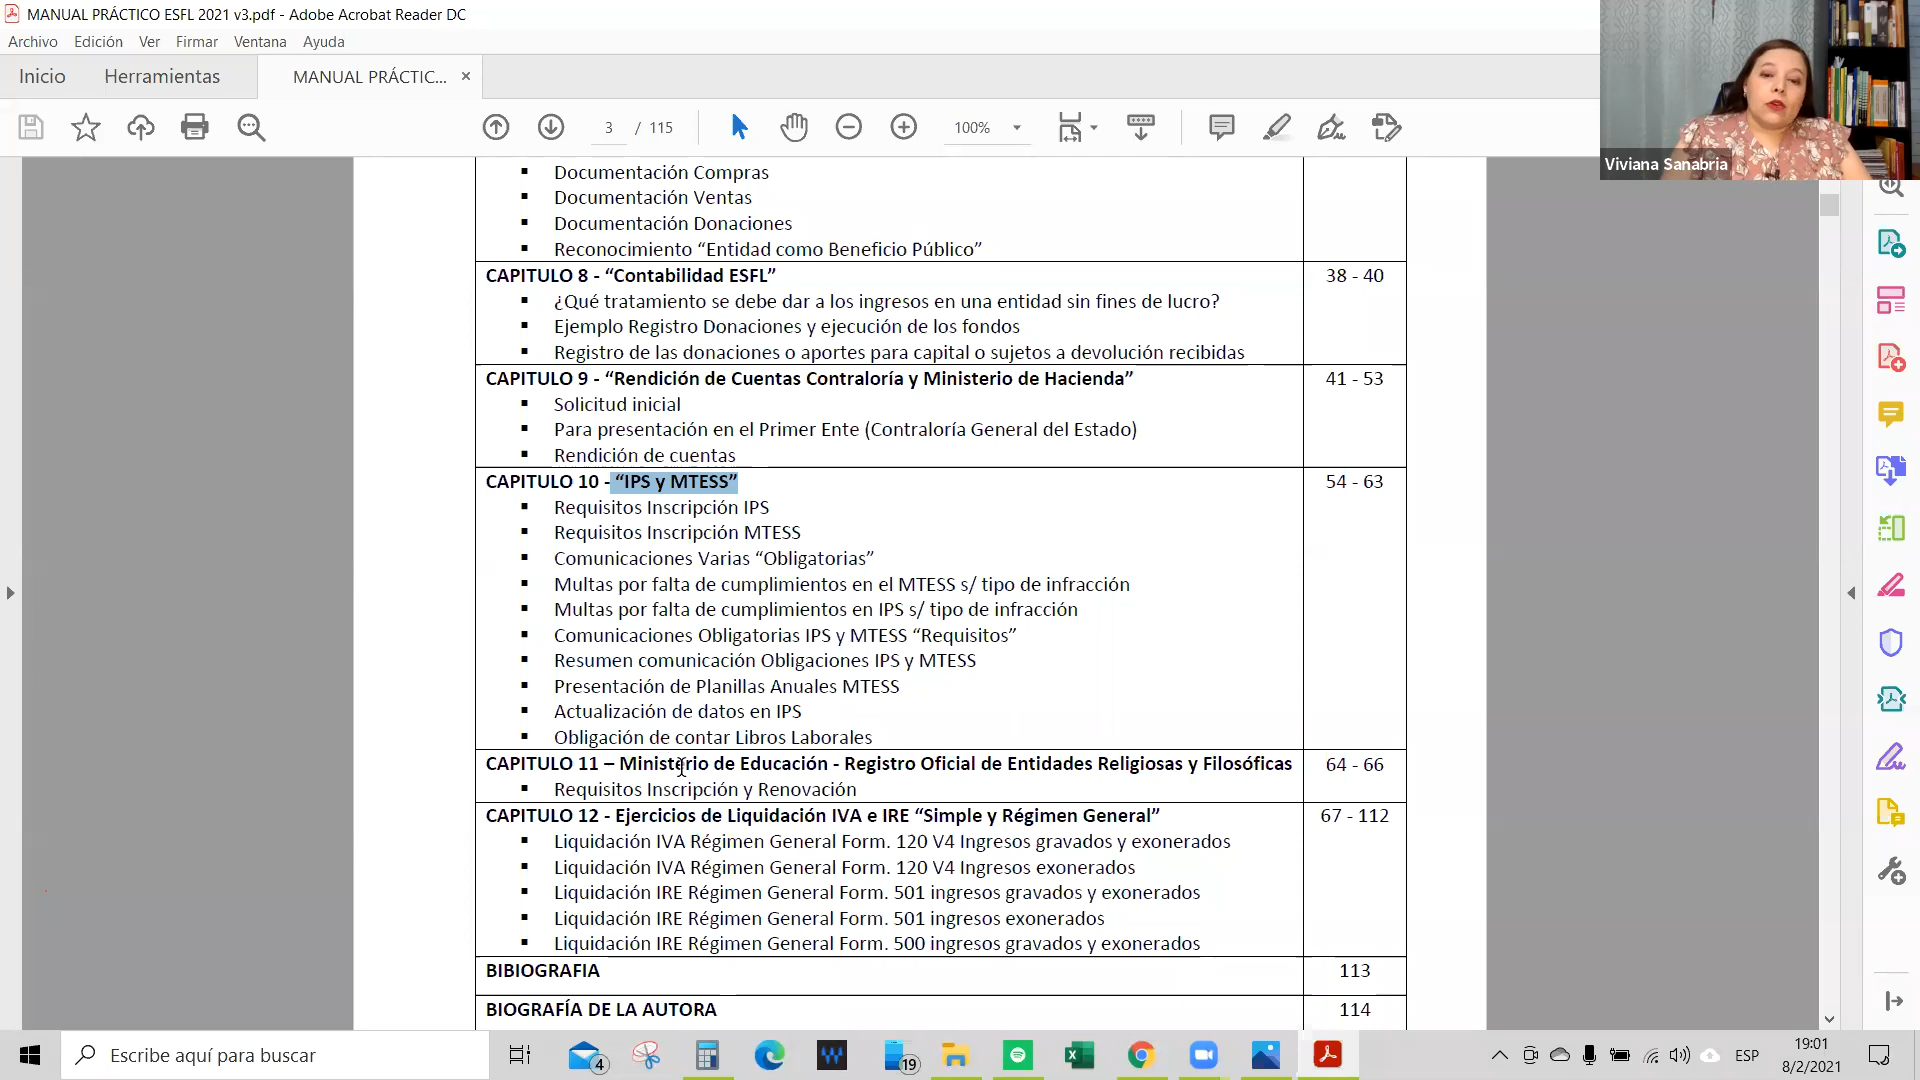 MANUAL PRÁCTICO ESFL 2021 v3.pdf - Adobe Acrobat Reader DC
Archivo Edición Ver Firmar Ventana Ayuda
Inicio Herramientas MANUAL PRÁCTIC... ×
3 / 115 100%
Viviana Sanabria
Documentación Compras
Documentación Ventas
Documentación Donaciones
Reconocimiento “Entidad como Beneficio Público”
CAPITULO 8 - “Contabilidad ESFL” 38 - 40
¿Qué tratamiento se debe dar a los ingresos en una entidad sin fines de lucro?
Ejemplo Registro Donaciones y ejecución de los fondos
Registro de las donaciones o aportes para capital o sujetos a devolución recibidas
CAPITULO 9 - “Rendición de Cuentas Contraloría y Ministerio de Hacienda” 41 - 53
Solicitud inicial
Para presentación en el Primer Ente (Contraloría General del Estado)
Rendición de cuentas
CAPITULO 10 - “IPS y MTESS” 54 - 63
Requisitos Inscripción IPS
Requisitos Inscripción MTESS
Comunicaciones Varias “Obligatorias”
Multas por falta de cumplimientos en el MTESS s/ tipo de infracción
Multas por falta de cumplimientos en IPS s/ tipo de infracción
Comunicaciones Obligatorias IPS y MTESS “Requisitos”
Resumen comunicación Obligaciones IPS y MTESS
Presentación de Planillas Anuales MTESS
Actualización de datos en IPS
Obligación de contar Libros Laborales
CAPITULO 11 – Ministerio de Educación - Registro Oficial de Entidades Religiosas y Filosóficas 64 - 66
Requisitos Inscripción y Renovación
CAPITULO 12 - Ejercicios de Liquidación IVA e IRE “Simple y Régimen General” 67 - 112
Liquidación IVA Régimen General Form. 120 V4 Ingresos gravados y exonerados
Liquidación IVA Régimen General Form. 120 V4 Ingresos exonerados
Liquidación IRE Régimen General Form. 501 ingresos gravados y exonerados
Liquidación IRE Régimen General Form. 501 ingresos exonerados
Liquidación IRE Régimen General Form. 500 ingresos gravados y exonerados
BIBIOGRAFIA 113
BIOGRAFÍA DE LA AUTORA 114
Escribe aquí para buscar 4 19 ESP 19:01
8/2/2021